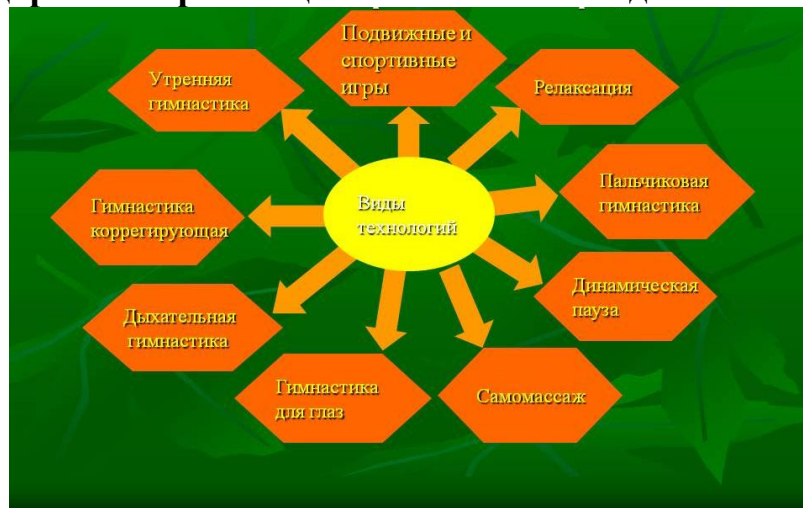 Подвижные и
спортивные
игры
Утренняя
гимнастика
Релаксация
Пальчиковая
гимнастика
Виды
технологий
Гимнастика
коррегирующая
Динамическая
пауза
Дыхательная
гимнастика
Гимнастика
для глаз
Самомассаж